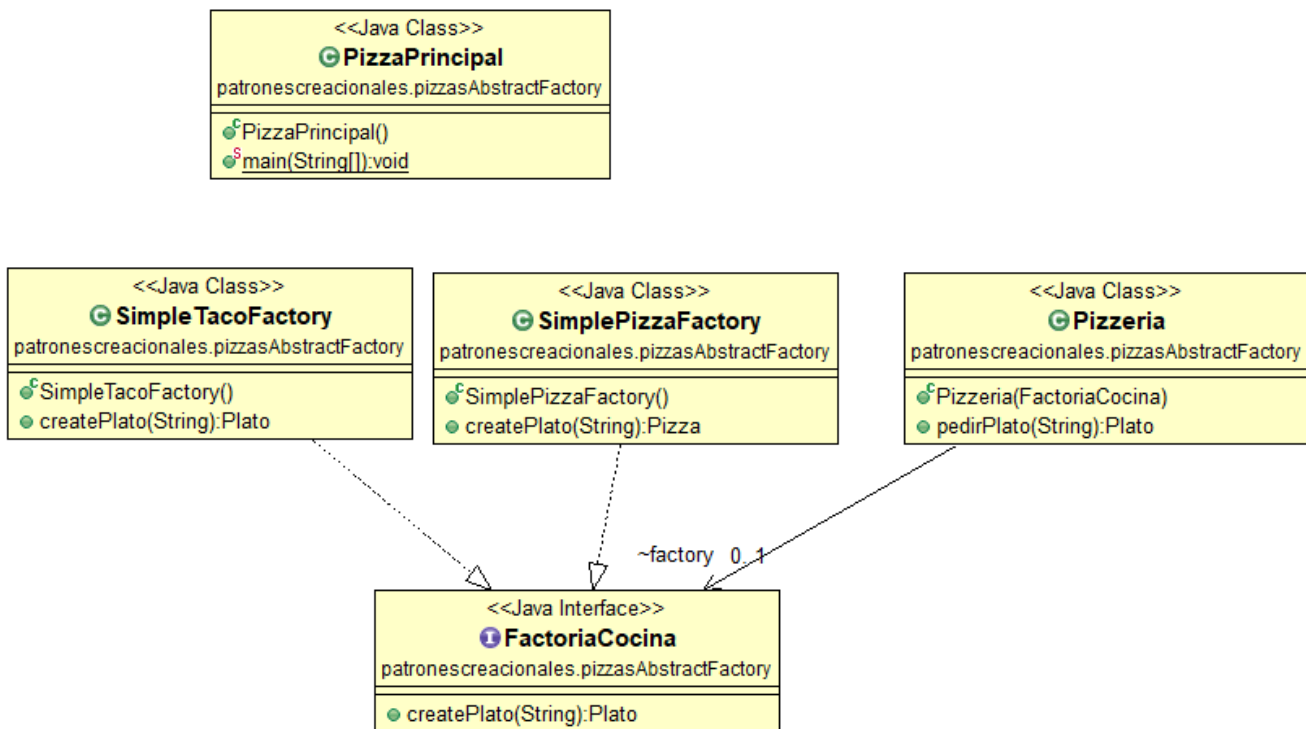 <<Java Class>>
PizzaPrincipal
patronescreacionales.pizzasAbstractFactory
PizzaPrincipal()
main(String[]):void
<<Java Class>>
SimpleTacoFactory
patronescreacionales.pizzasAbstractFactory
SimpleTacoFactory()
createPlato(String):Plato
<<Java Class>>
SimplePizzaFactory
patronescreacionales.pizzasAbstractFactory
SimplePizzaFactory()
createPlato(String):Pizza
<<Java Class>>
Pizzeria
patronescreacionales.pizzasAbstractFactory
Pizzeria(FactoriaCocina)
pedirPlato(String):Plato
~factory 0..1
<<Java Interface>>
FactoriaCocina
patronescreacionales.pizzasAbstractFactory
createPlato(String):Plato